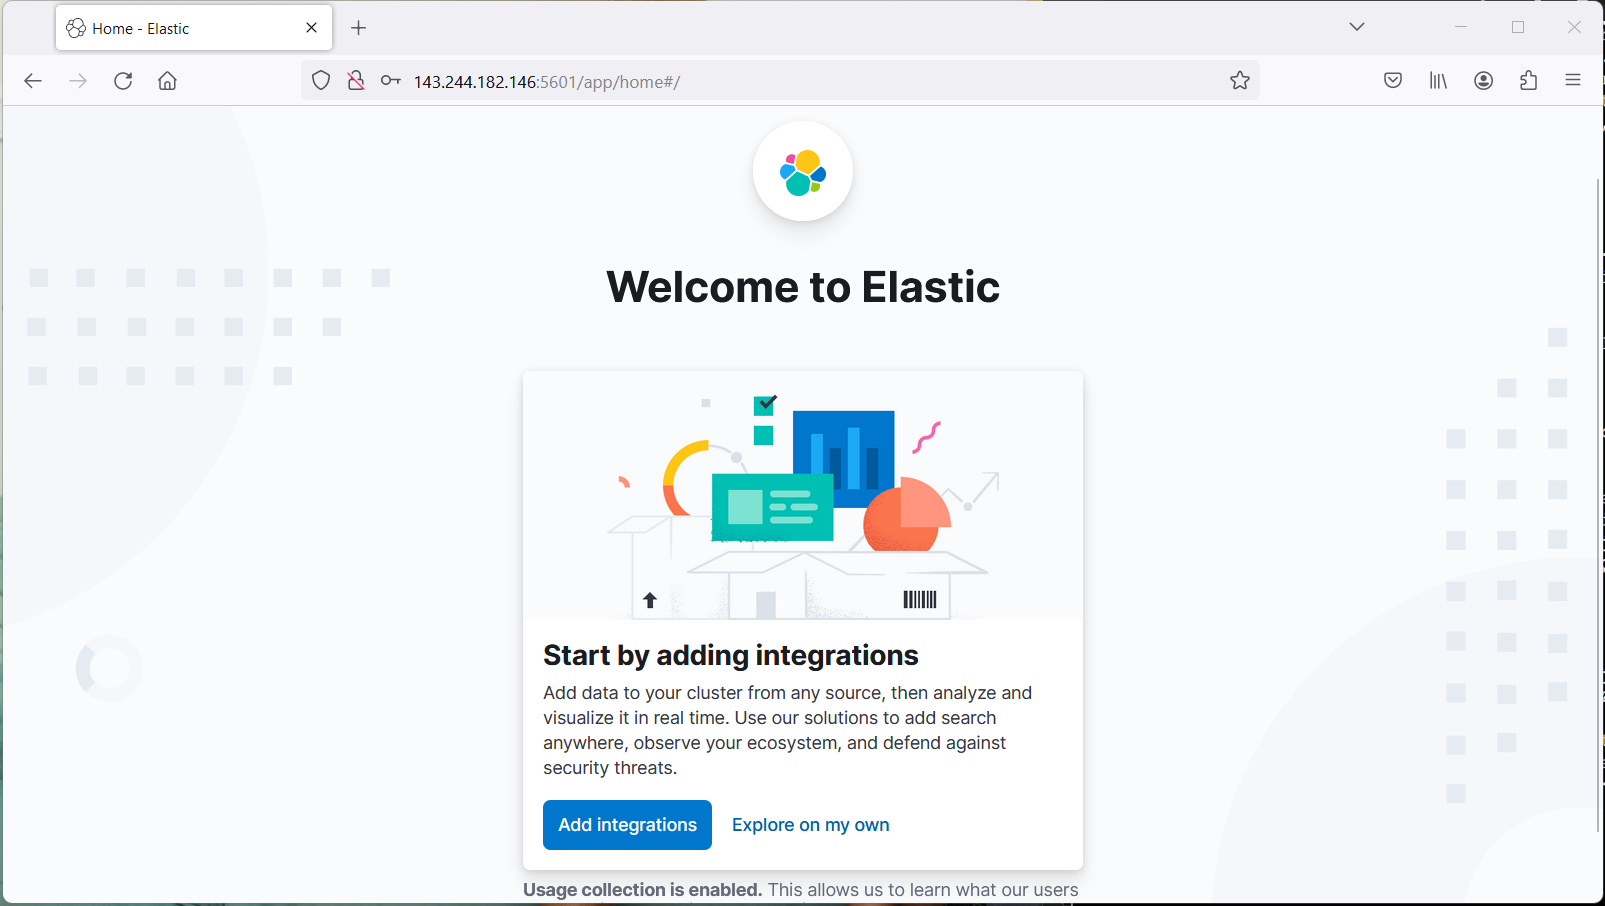 Home - Elastic
143.244.182.146:5601/app/home#/
Welcome to Elastic
Start by adding integrations
Add data to your cluster from any source, then analyze and
visualize it in real time. Use our solutions to add search
anywhere, observe your ecosystem, and defend against
security threats.
Add integrations
Explore on my own
Usage collection is enabled. This allows us to learn what our users